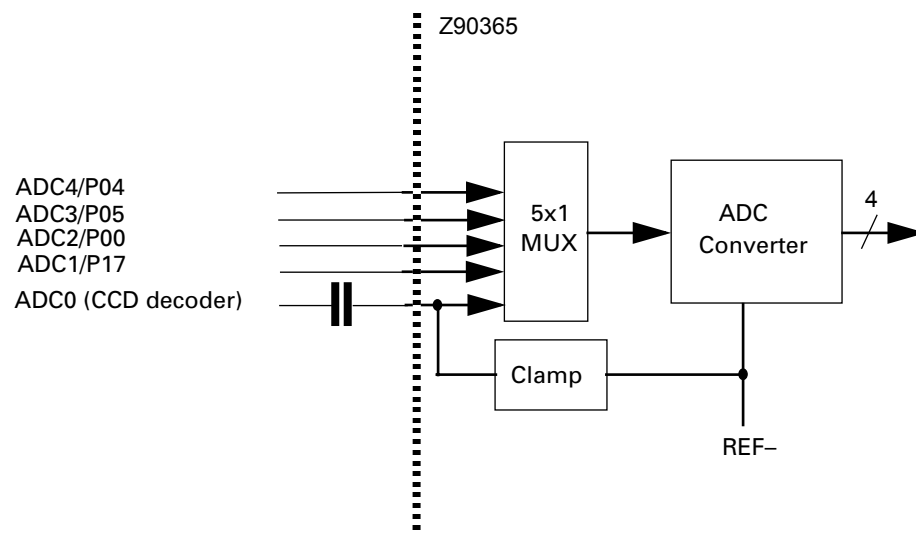 Z90365
ADC4/P04
ADC3/P05
ADC2/P00
ADC1/P17
ADC0 (CCD decoder)
5x1
MUX
ADC
Converter
4
Clamp
REF–